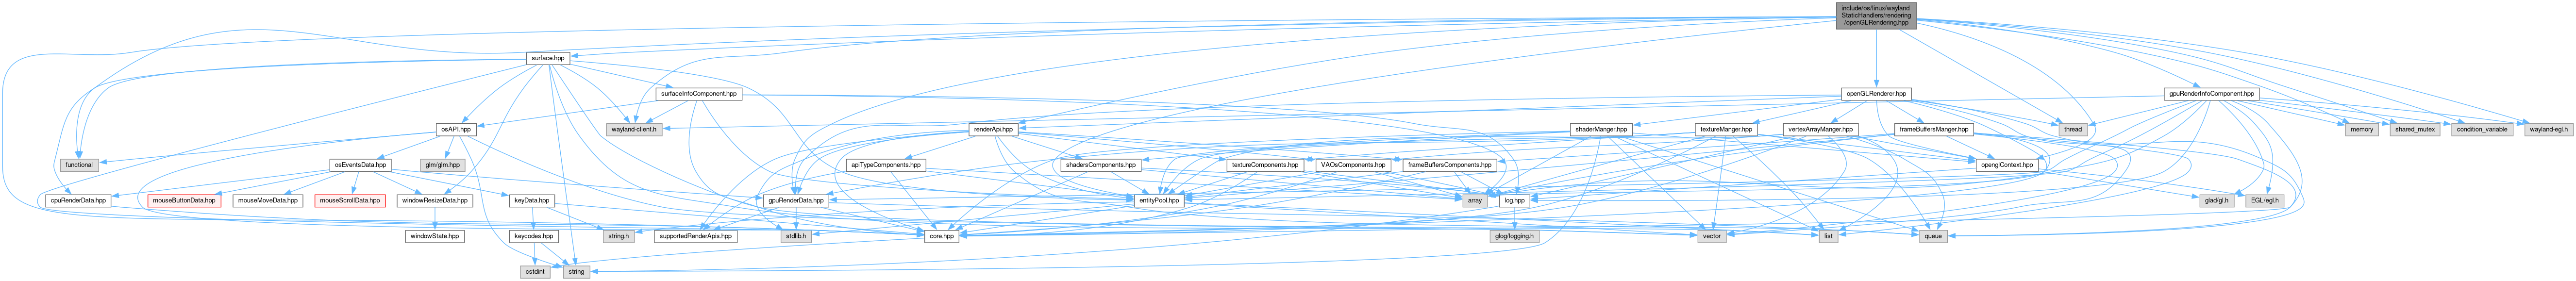 include/os/linux/wayland
StaticHandlers/rendering
/openGLRendering.hpp
surface.hpp
surfaceInfoComponent.hpp
openGLRenderer.hpp
gpuRenderInfoComponent.hpp
osAPI.hpp
wayland-client.h
renderApi.hpp
shaderManger.hpp
textureManger.hpp
vertexArrayManger.hpp
frameBuffersManger.hpp
thread
memory
shared_mutex
condition_variable
wayland-egl.h
functional
glm/glm.hpp
osEventsData.hpp
apiTypeComponents.hpp
shadersComponents.hpp
textureComponents.hpp
VAOsComponents.hpp
frameBuffersComponents.hpp
openglContext.hpp
cpuRenderData.hpp
mouseButtonData.hpp
mouseMoveData.hpp
mouseScrollData.hpp
windowResizeData.hpp
keyData.hpp
gpuRenderData.hpp
entityPool.hpp
array
log.hpp
glad/gl.h
EGL/egl.h
windowState.hpp
keycodes.hpp
string.h
supportedRenderApis.hpp
stdlib.h
core.hpp
glog/logging.h
vector
list
queue
cstdint
string